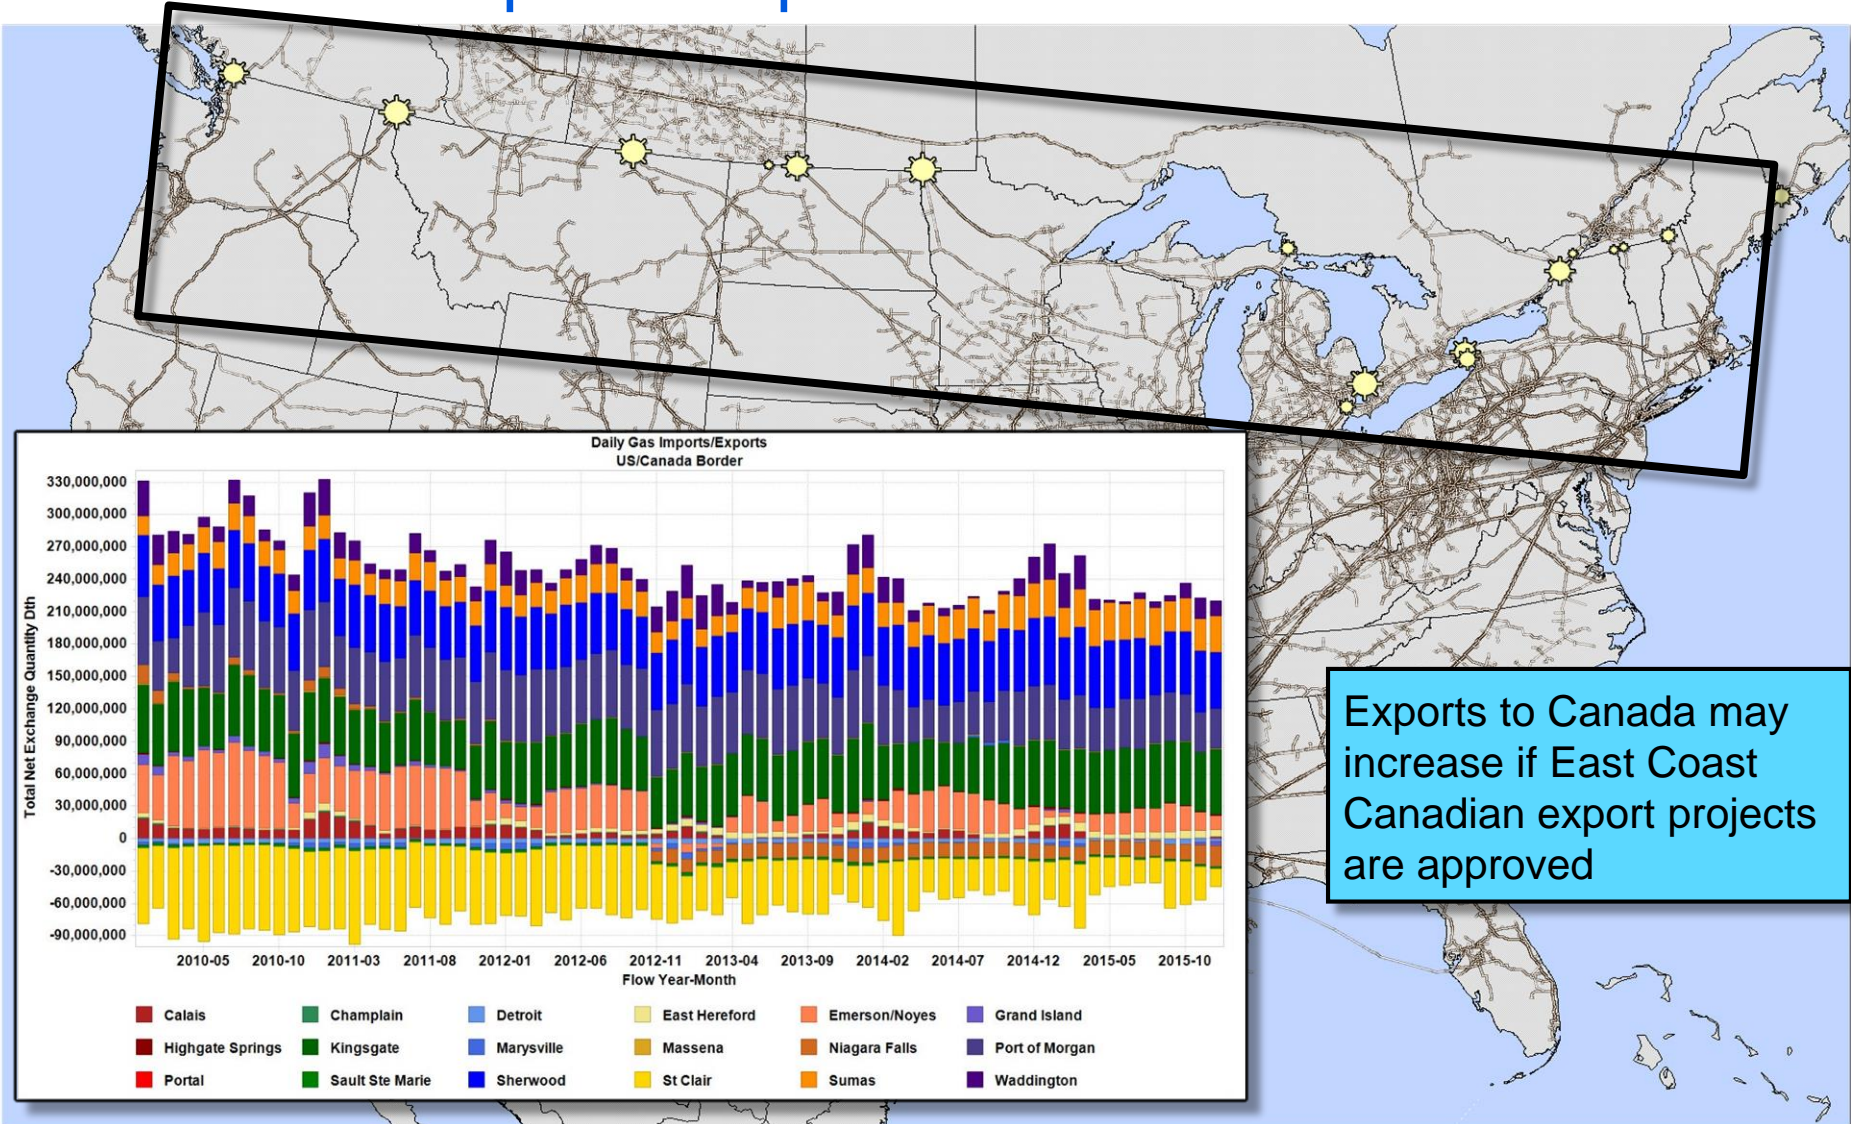 Daily Gas Imports/Exports
US/Canada Border
Total Net Exchange Quantity Dth
330,000,000
300,000,000
270,000,000
240,000,000
210,000,000
180,000,000
150,000,000
120,000,000
90,000,000
60,000,000
30,000,000
0
-30,000,000
-60,000,000
-90,000,000
2010-05 2010-10 2011-03 2011-08 2012-01 2012-06 2012-11 2013-04 2013-09 2014-02 2014-07 2014-12 2015-05 2015-10
Flow Year-Month
Calais Champlain Detroit East Hereford Emerson/Noyes Grand Island
Highgate Springs Kingsgate Marysville Massena Niagara Falls Port of Morgan
Portal Sault Ste Marie Sherwood St Clair Sumas Waddington
Exports to Canada may
increase if East Coast
Canadian export projects
are approved